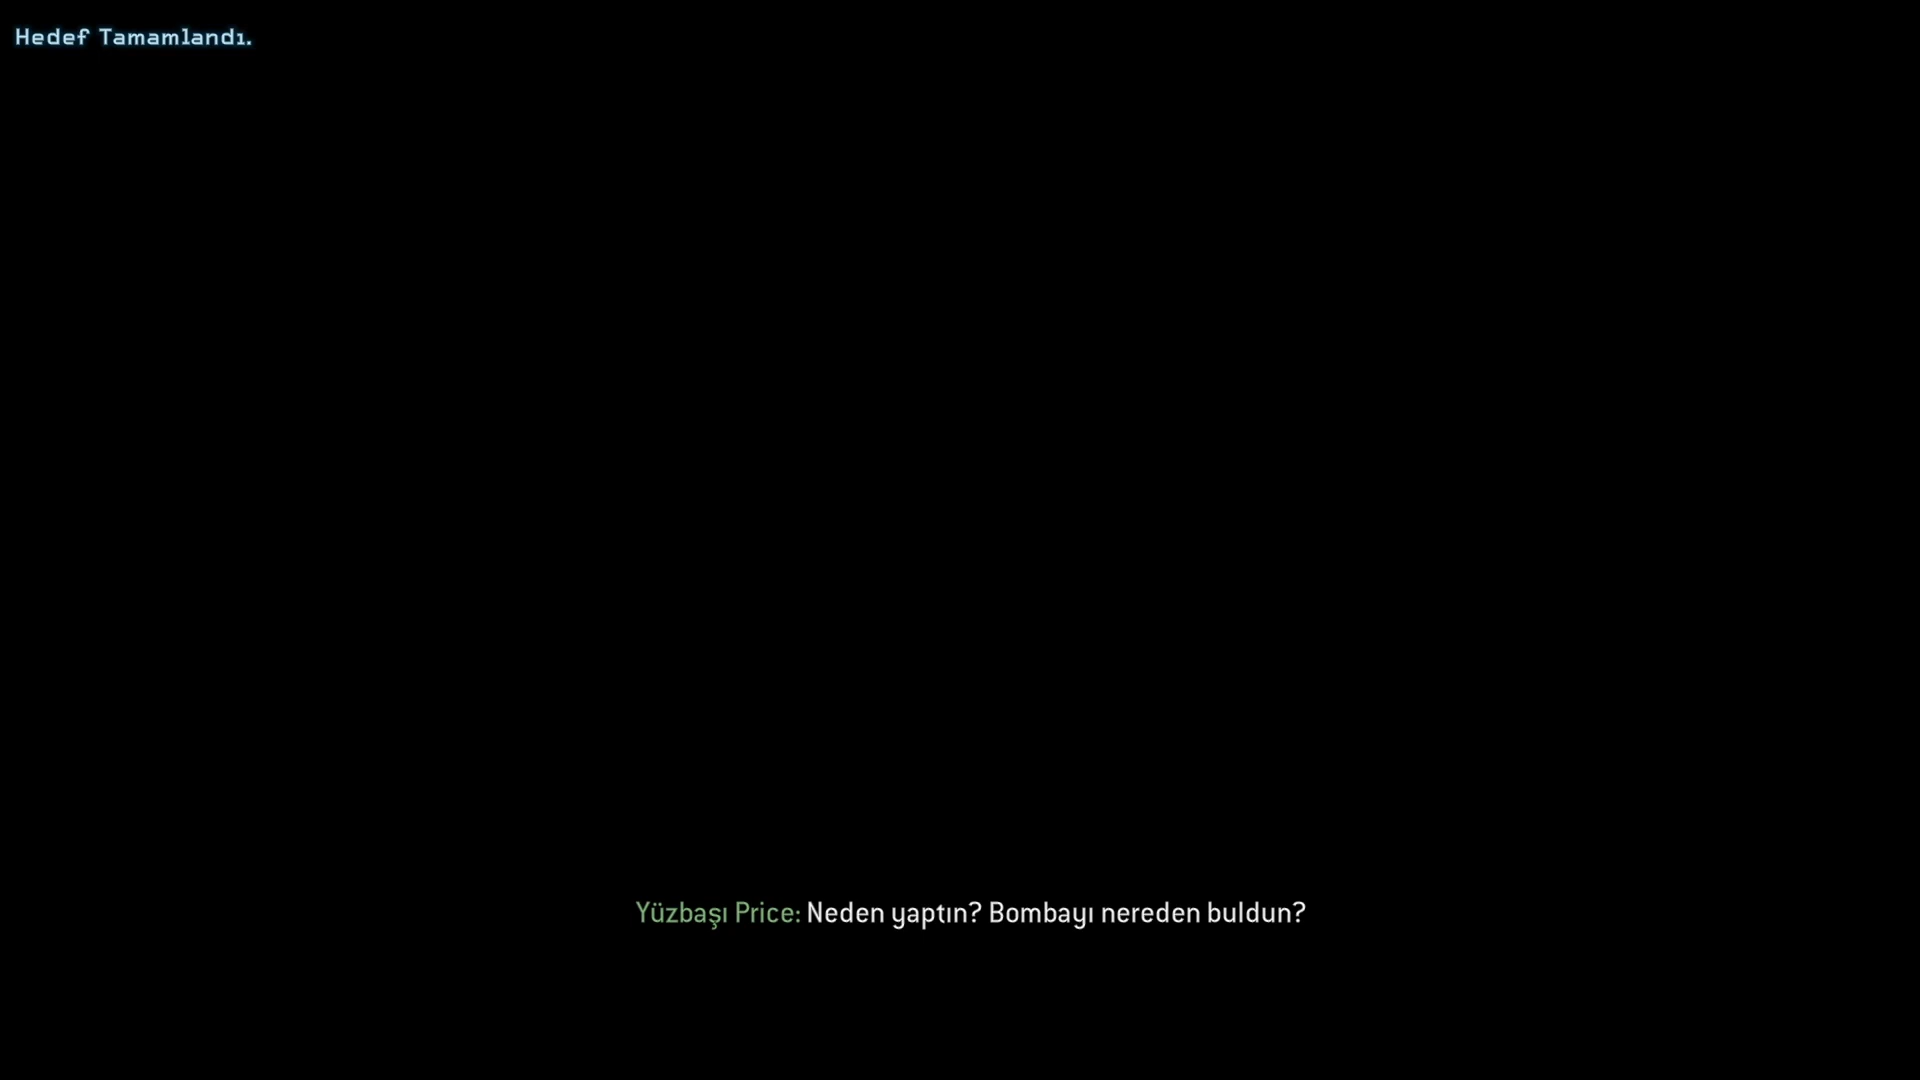 Hedef Tamamlandı.
Yüzbaşı Price: Neden yaptın? Bombayı nereden buldun?